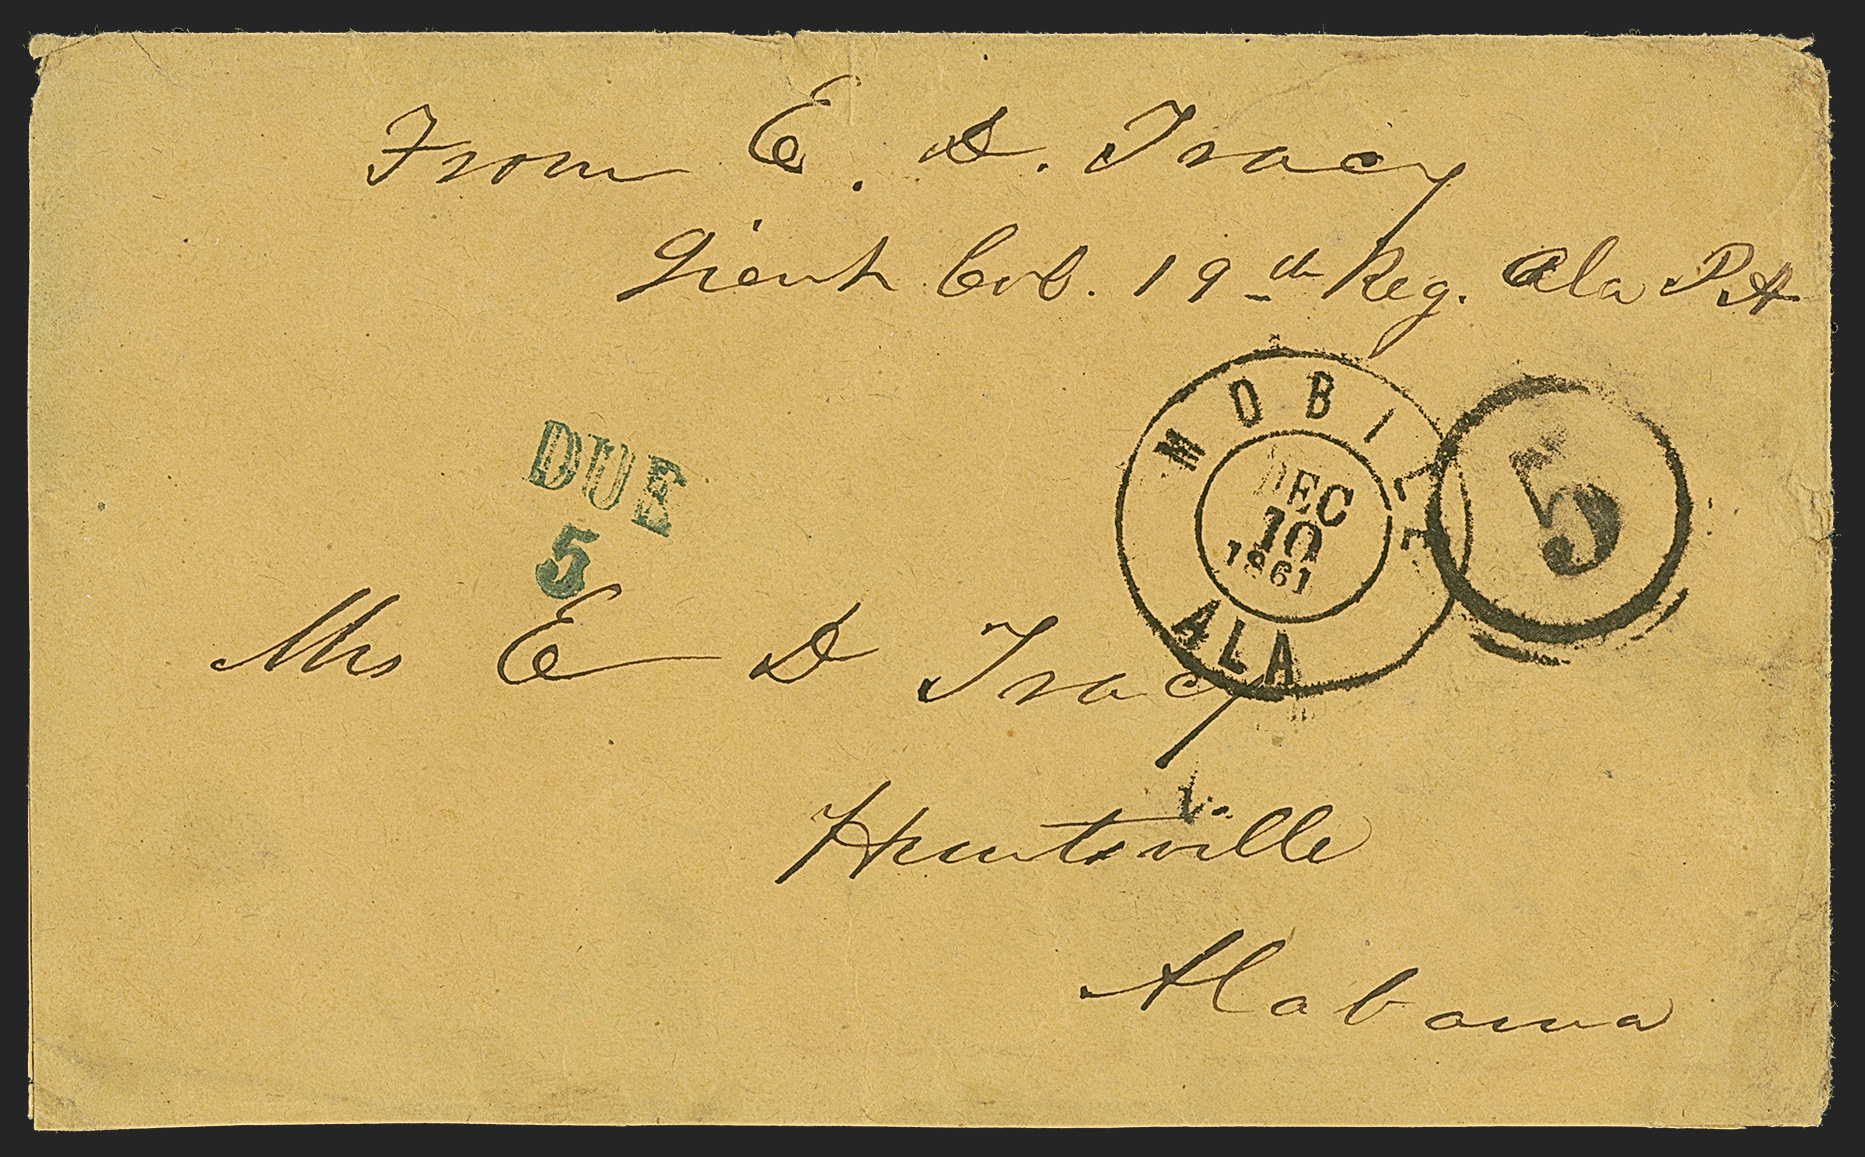 From E. D. Tracy
Lieut Col. 19th Reg. Ala P.A
MOBILE
DEC
10
1861
ALA
5
DUE
5
Mrs E D Tracy
Huntsville
Alabama